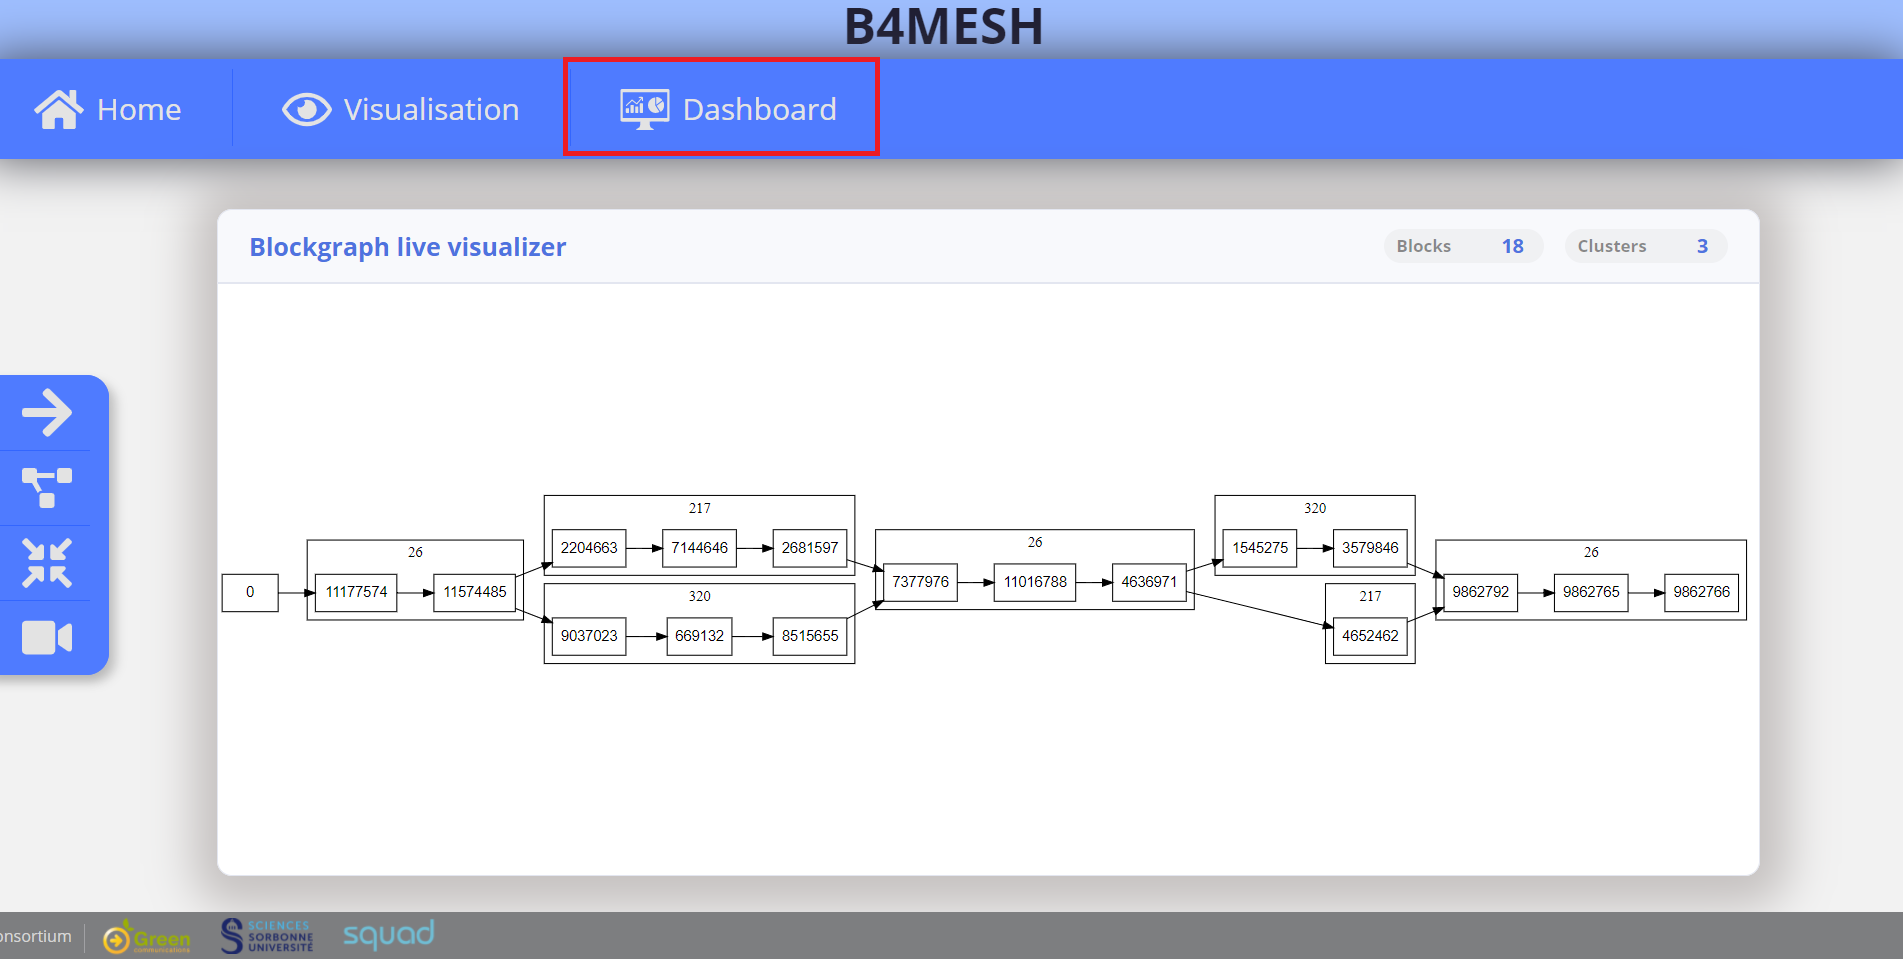 B4MESH
Home
Visualisation
Dashboard
Blockgraph live visualizer
Blocks 18
Clusters 3
0
26
11177574 11574485
217
2204663 7144646 2681597
320
9037023 669132 8515655
26
7377976 11016788 4636971
320
1545275 3579846
217
4652462
26
9862792 9862765 9862766
onsortium
Green
communications
SCIENCES
SORBONNE
UNIVERSITÉ
squad